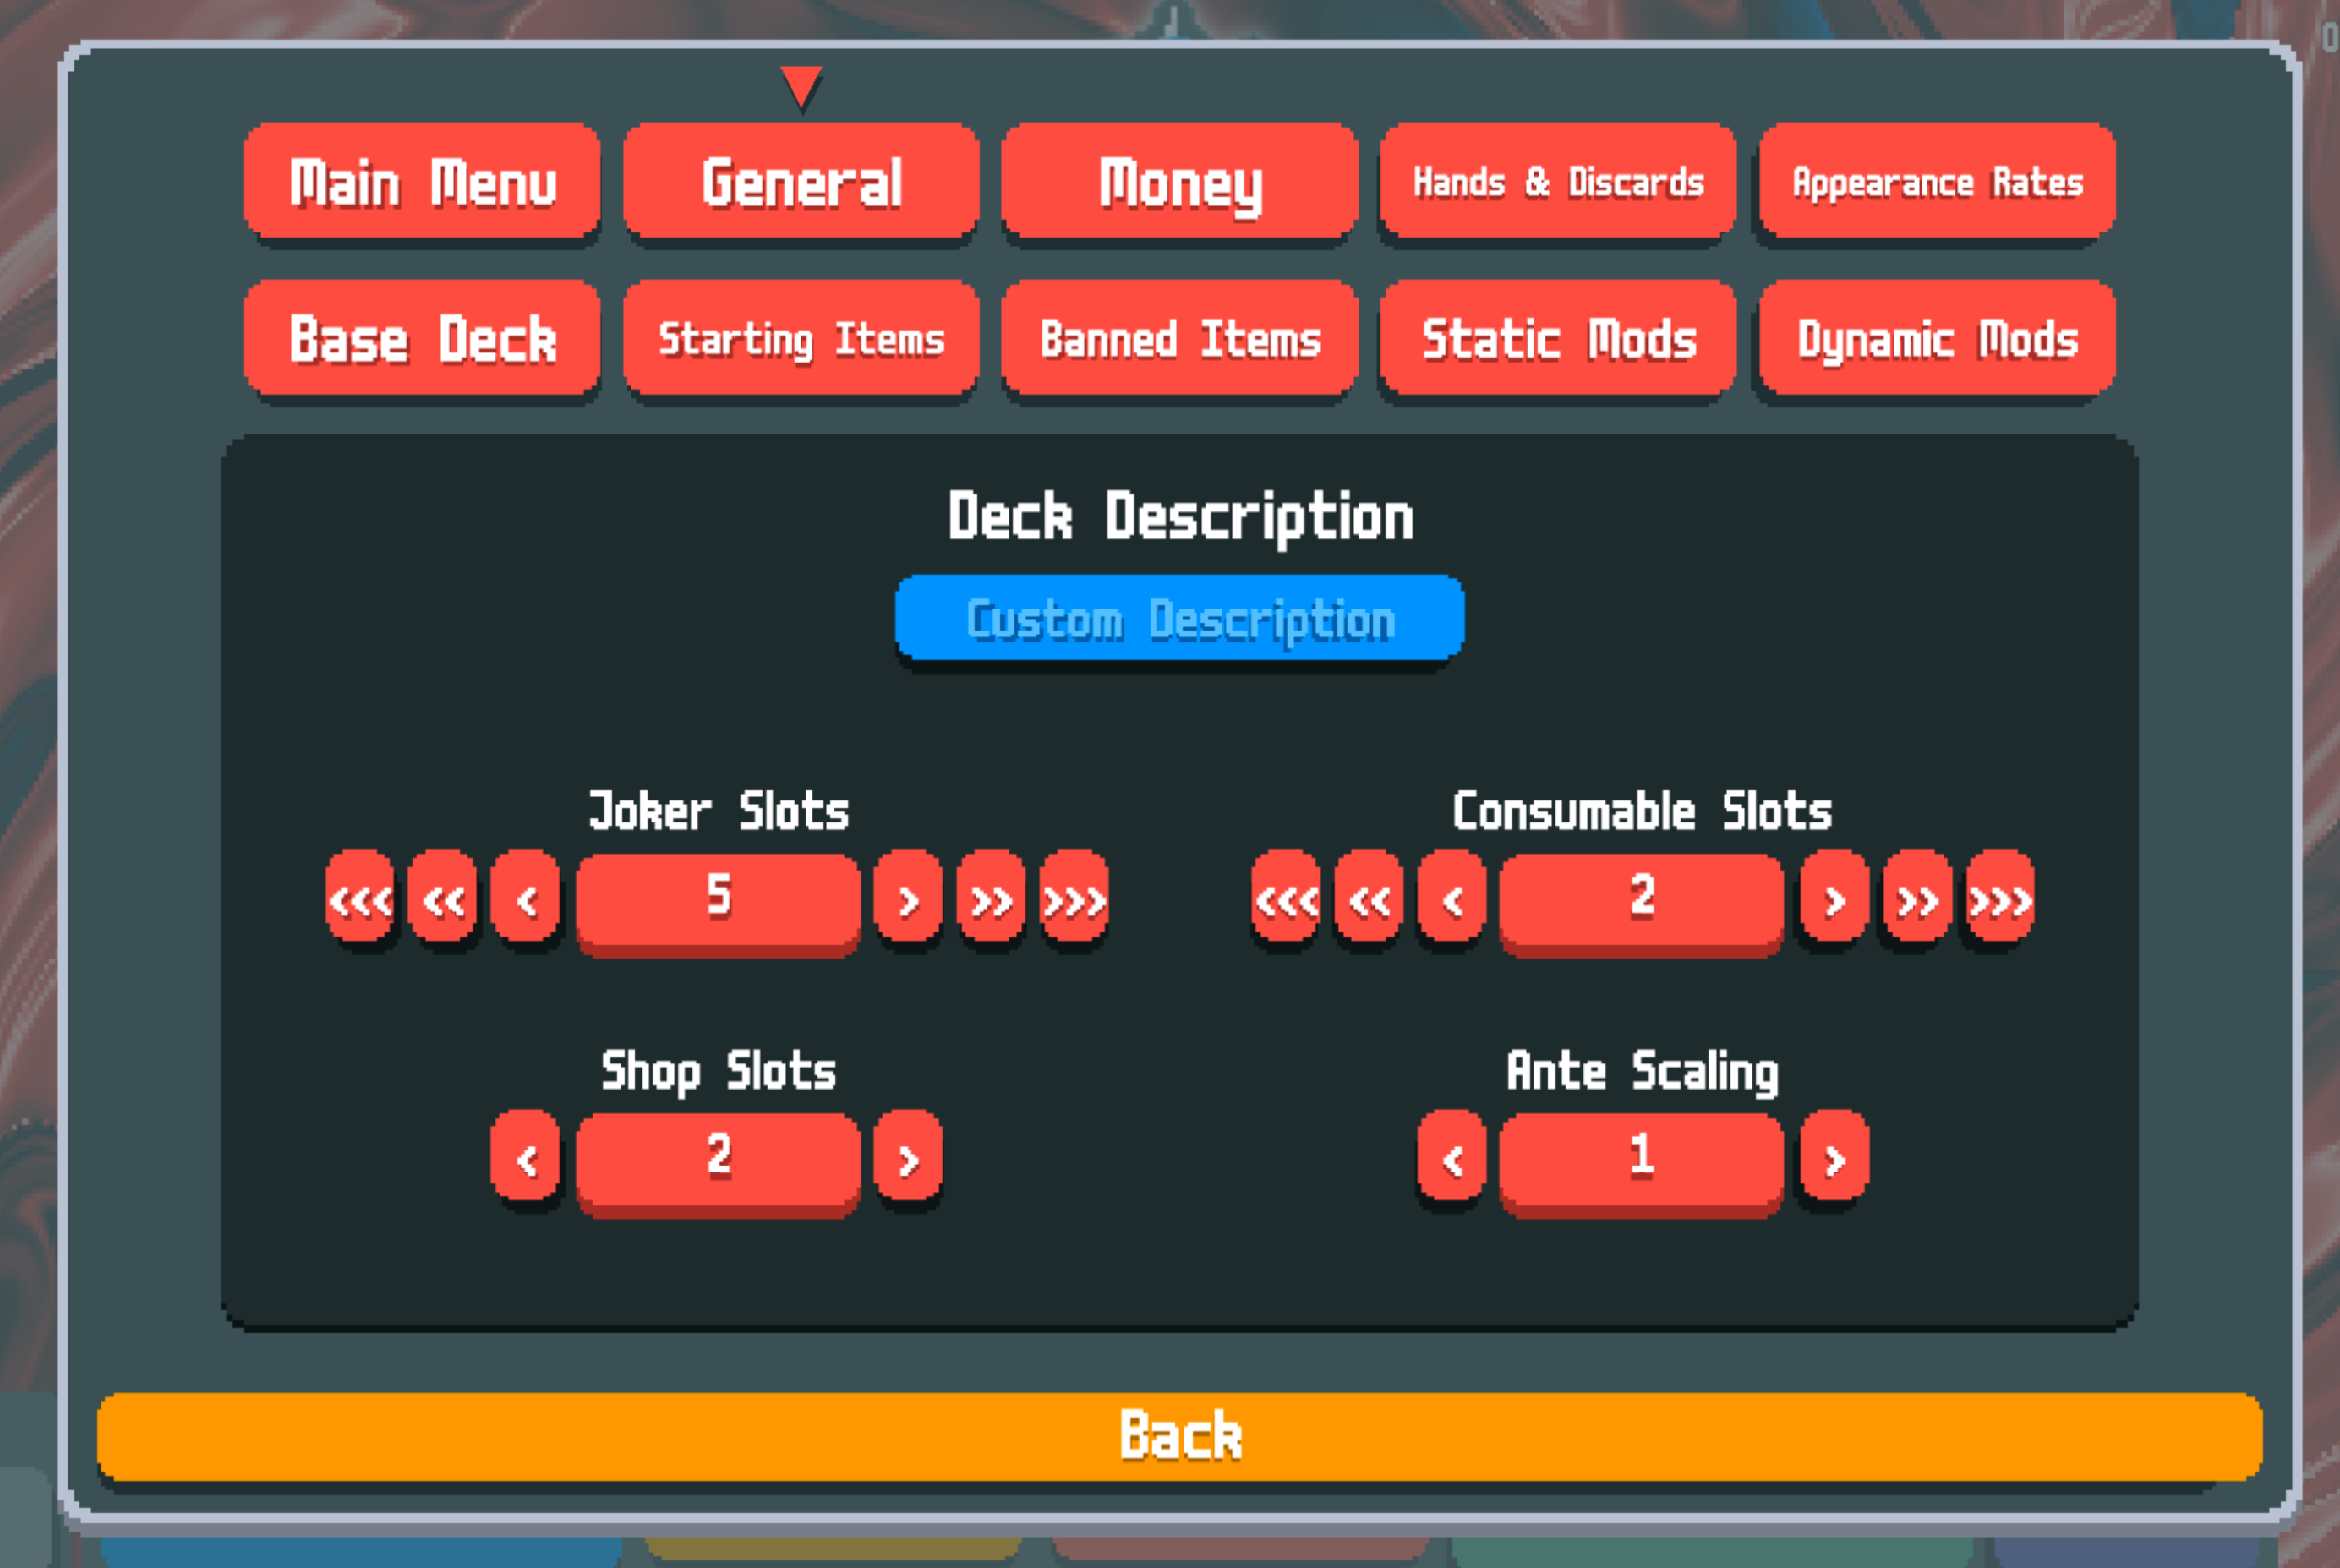 Main Menu
General
Money
Hands & Discards
Appearance Rates
Base Deck
Starting Items
Banned Items
Static Mods
Dynamic Mods
Deck Description
Custom Description
Joker Slots
Consumable Slots
<<< << < 5 > >> >>>
<<< << < 2 > >> >>>
Shop Slots
Ante Scaling
< 2 >
< 1 >
Back